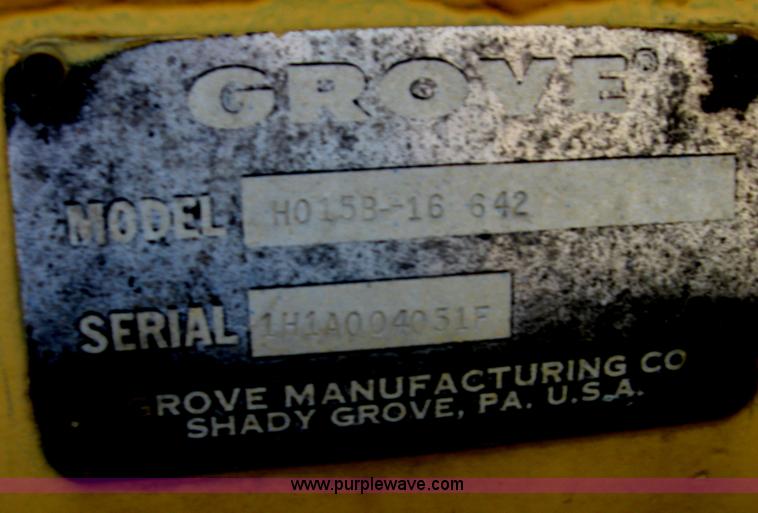 GROVE®
MODEL HO15B-16 642
SERIAL 1H1A004051F
GROVE MANUFACTURING CO
SHADY GROVE, PA. U.S.A.
www.purplewave.com